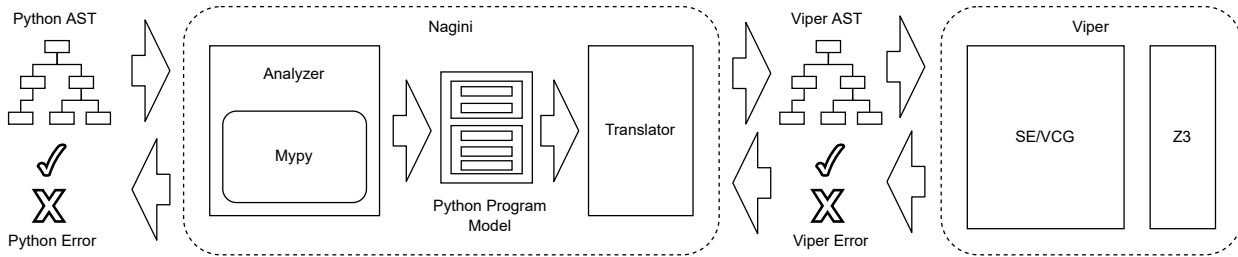 Python AST
Nagini
Viper AST
Viper
Analyzer
Mypy
Python Program
Model
Translator
SE/VCG
Z3
Python Error
Viper Error